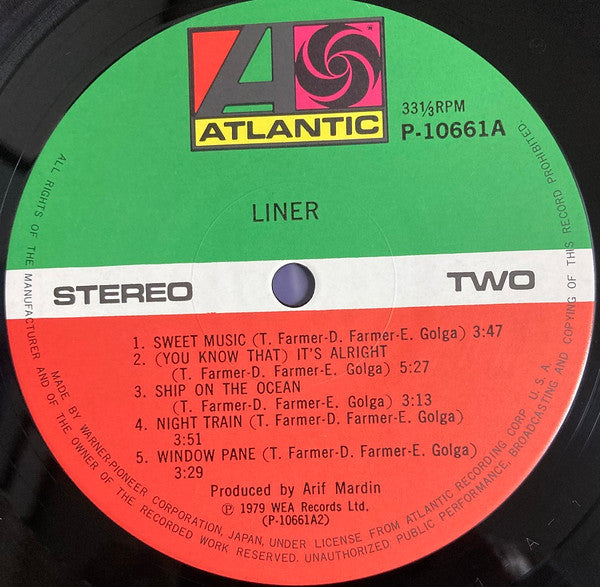 ATLANTIC
33⅓RPM
P-10661A
LINER
STEREO TWO
1. SWEET MUSIC (T. Farmer-D. Farmer-E. Golga) 3:47
2. (YOU KNOW THAT) IT'S ALRIGHT
(T. Farmer-D. Farmer-E. Golga) 5:27
3. SHIP ON THE OCEAN
(T. Farmer-D. Farmer-E. Golga) 3:13
4. NIGHT TRAIN (T. Farmer-D. Farmer-E. Golga)
3:51
5. WINDOW PANE (T. Farmer-D. Farmer-E. Golga)
3:29
Produced by Arif Mardin
Ⓟ 1979 WEA Records Ltd.
(P-10661A2)
MADE BY WARNER-PIONEER CORPORATION, JAPAN, UNDER LICENSE FROM ATLANTIC RECORDING CORP. U.S.A.
ALL RIGHTS OF THE MANUFACTURER AND OF THE OWNER OF THE RECORDED WORK RESERVED. UNAUTHORIZED PUBLIC PERFORMANCE, BROADCASTING AND COPYING OF THIS RECORD PROHIBITED.